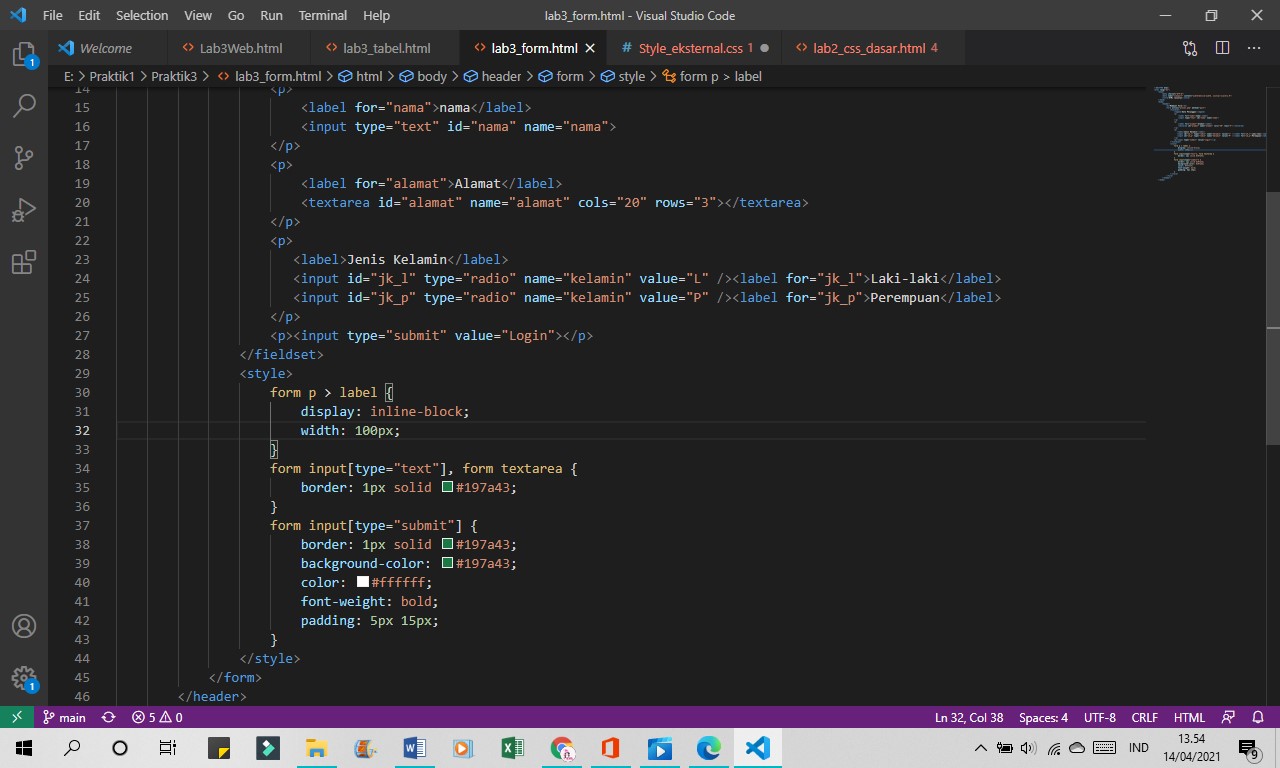 File Edit Selection View Go Run Terminal Help lab3_form.html - Visual Studio Code
Welcome Lab3Web.html lab3_tabel.html lab3_form.html Style_eksternal.css 1 lab2_css_dasar.html 4
E: > Praktik1 > Praktik3 > lab3_form.html > html > body > header > form > style > form p > label
14 <p>
15 <label for="nama">nama</label>
16 <input type="text" id="nama" name="nama">
17 </p>
18 <p>
19 <label for="alamat">Alamat</label>
20 <textarea id="alamat" name="alamat" cols="20" rows="3"></textarea>
21 </p>
22 <p>
23 <label>Jenis Kelamin</label>
24 <input id="jk_l" type="radio" name="kelamin" value="L" /><label for="jk_l">Laki-laki</label>
25 <input id="jk_p" type="radio" name="kelamin" value="P" /><label for="jk_p">Perempuan</label>
26 </p>
27 <p><input type="submit" value="Login"></p>
28 </fieldset>
29 <style>
30 form p > label {
31 display: inline-block;
32 width: 100px;
33 }
34 form input[type="text"], form textarea {
35 border: 1px solid #197a43;
36 }
37 form input[type="submit"] {
38 border: 1px solid #197a43;
39 background-color: #197a43;
40 color: #ffffff;
41 font-weight: bold;
42 padding: 5px 15px;
43 }
44 </style>
45 </form>
46 </header>
1
1
main 5 0 Ln 32, Col 38 Spaces: 4 UTF-8 CRLF HTML
IND 13.54
14/04/2021 9